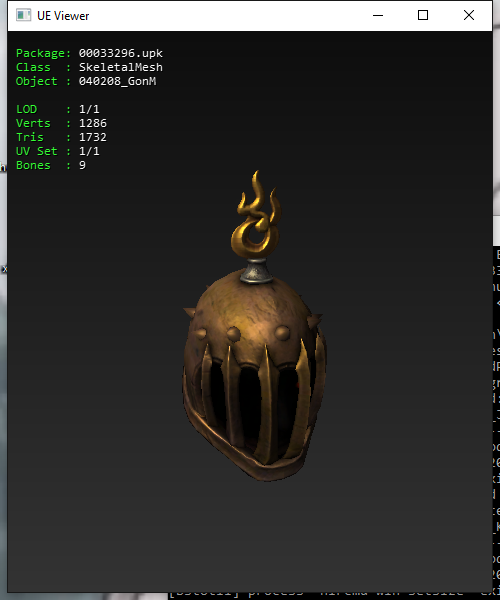 UE Viewer
Package: 00033296.upk
Class : SkeletalMesh
Object : 040208_GonM
LOD : 1/1
Verts : 1286
Tris : 1732
UV Set : 1/1
Bones : 9